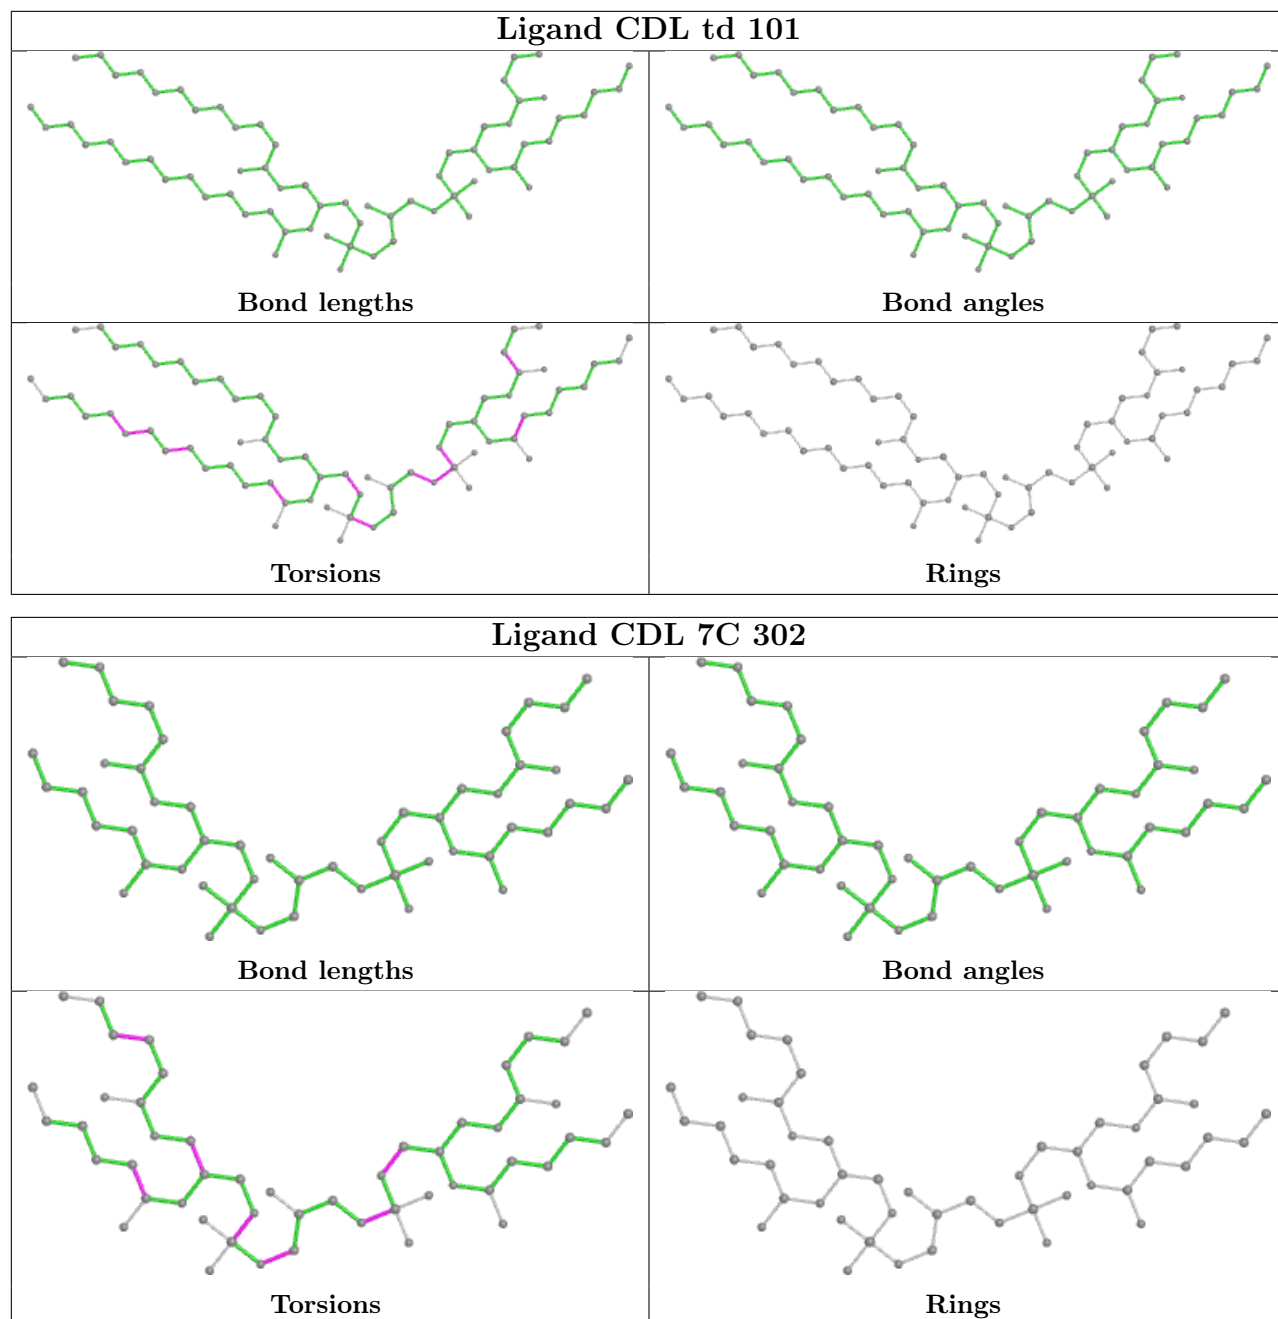 Ligand CDL td 101
Bond lengths
Bond angles
Torsions
Rings
Ligand CDL 7C 302
Bond lengths
Bond angles
Torsions
Rings